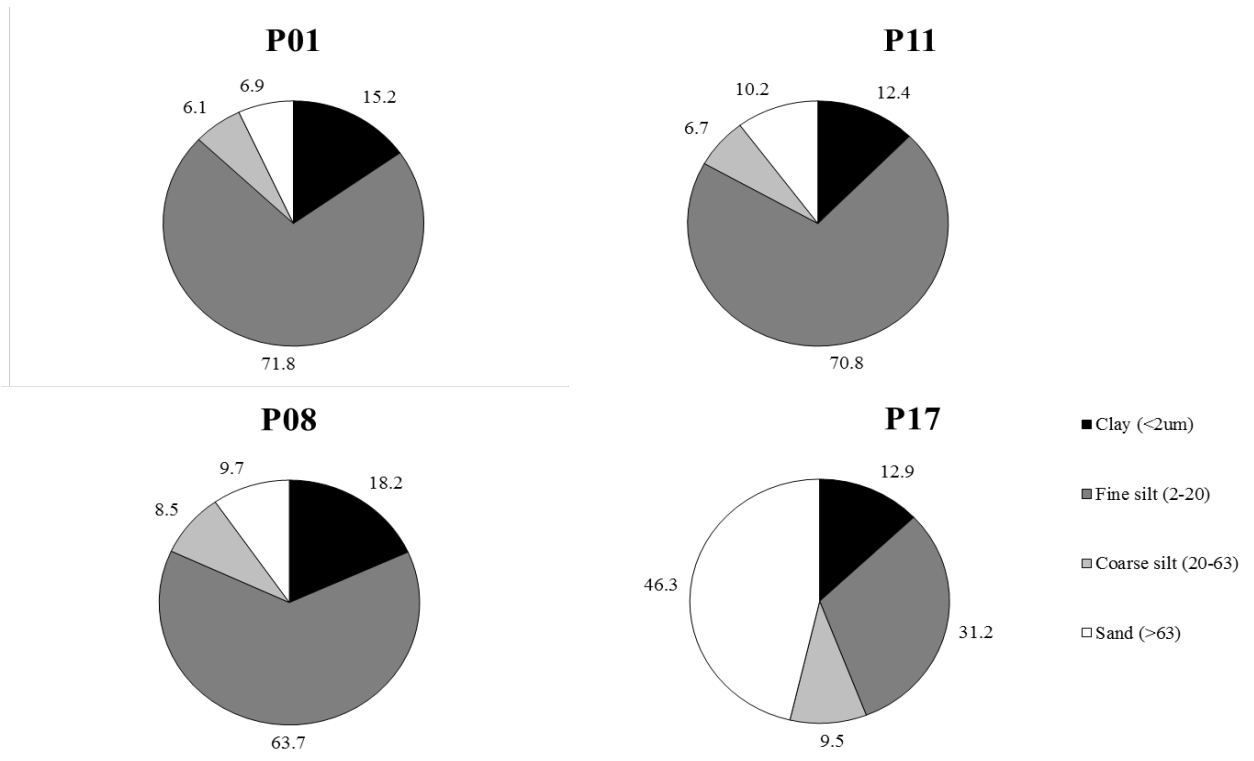 P01
6.9
15.2
6.1
71.8
P11
10.2
12.4
6.7
70.8
P08
9.7
18.2
8.5
63.7
P17
12.9
46.3
31.2
9.5
Clay (<2um)
Fine silt (2-20)
Coarse silt (20-63)
Sand (>63)